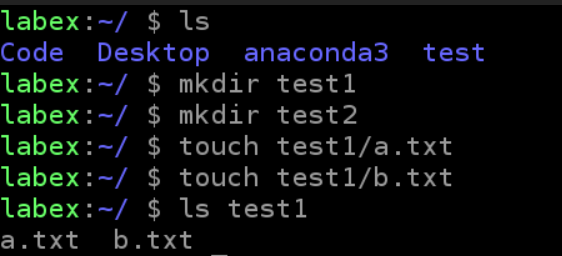 labex:~/ $ ls
Code  Desktop  anaconda3  test
labex:~/ $ mkdir test1
labex:~/ $ mkdir test2
labex:~/ $ touch test1/a.txt
labex:~/ $ touch test1/b.txt
labex:~/ $ ls test1
a.txt  b.txt